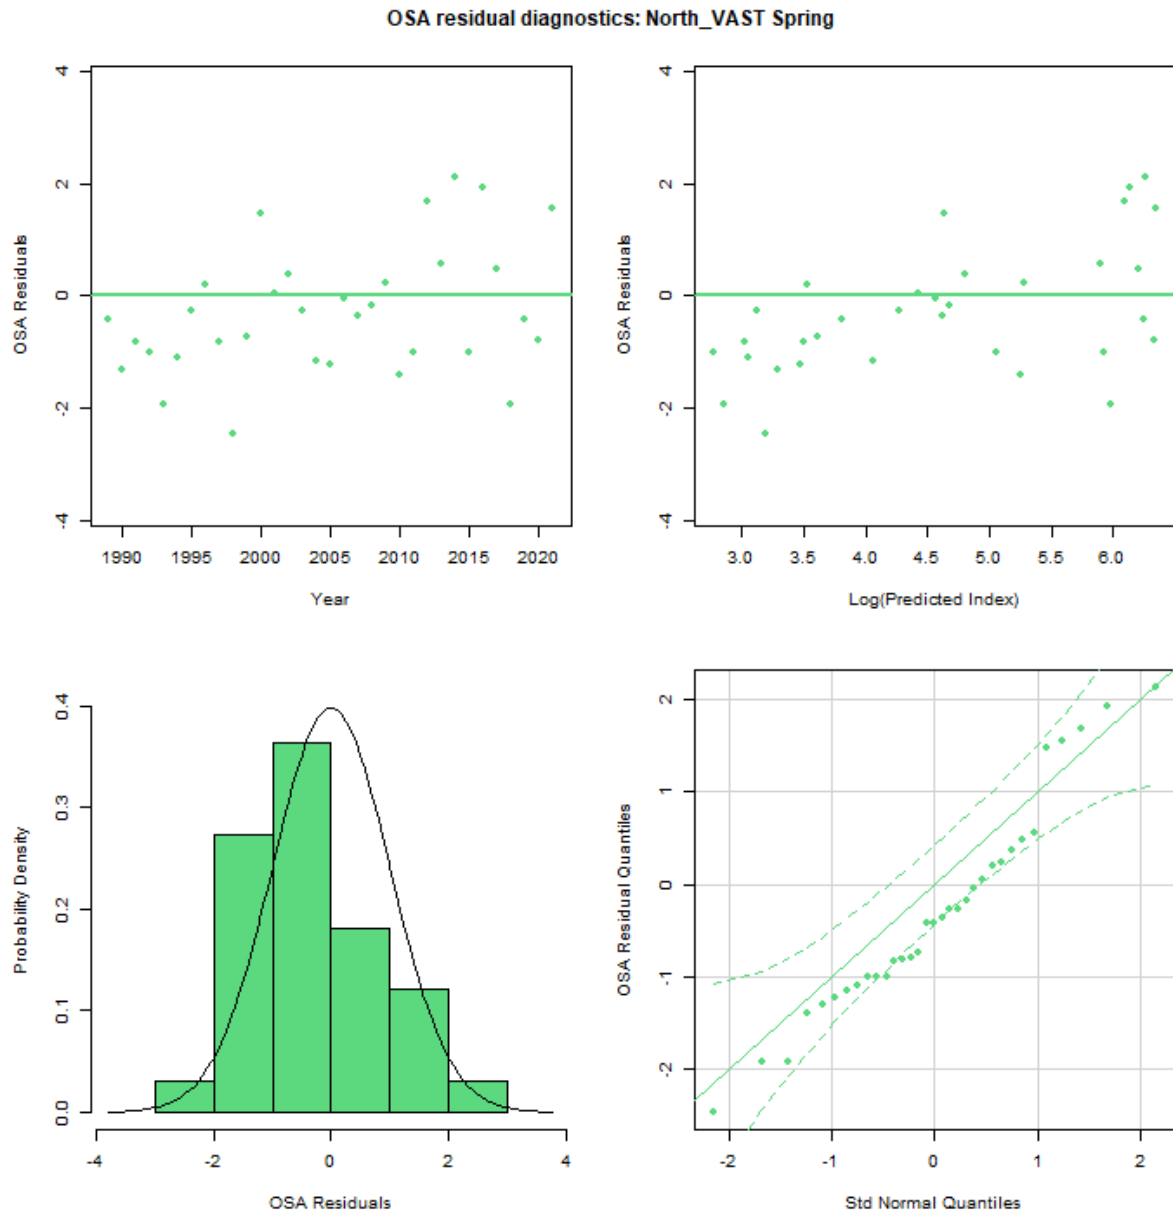 OSA residual diagnostics: North_VAST Spring
4
2
0
-2
-4
OSA Residuals
1990 1995 2000 2005 2010 2015 2020
Year
4
2
0
-2
-4
OSA Residuals
3.0 3.5 4.0 4.5 5.0 5.5 6.0
Log(Predicted Index)
0.4
0.3
0.2
0.1
0.0
Probability Density
-4 -2 0 2 4
OSA Residuals
2
1
0
-1
-2
OSA Residual Quantiles
-2 -1 0 1 2
Std Normal Quantiles